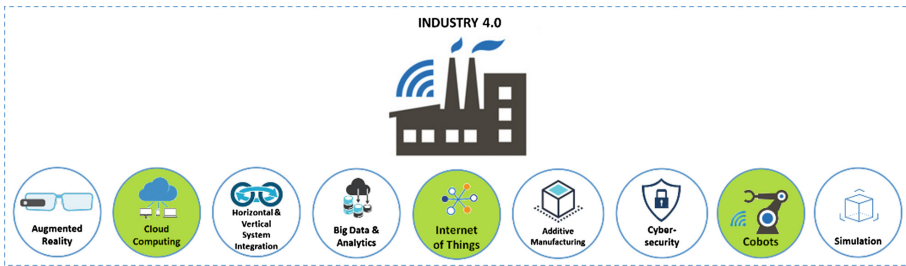 INDUSTRY 4.0
Augmented
Reality
Cloud
Computing
Horizontal &
Vertical
System
Integration
Big Data &
Analytics
Internet
of Things
Additive
Manufacturing
Cyber-
security
Cobots
Simulation